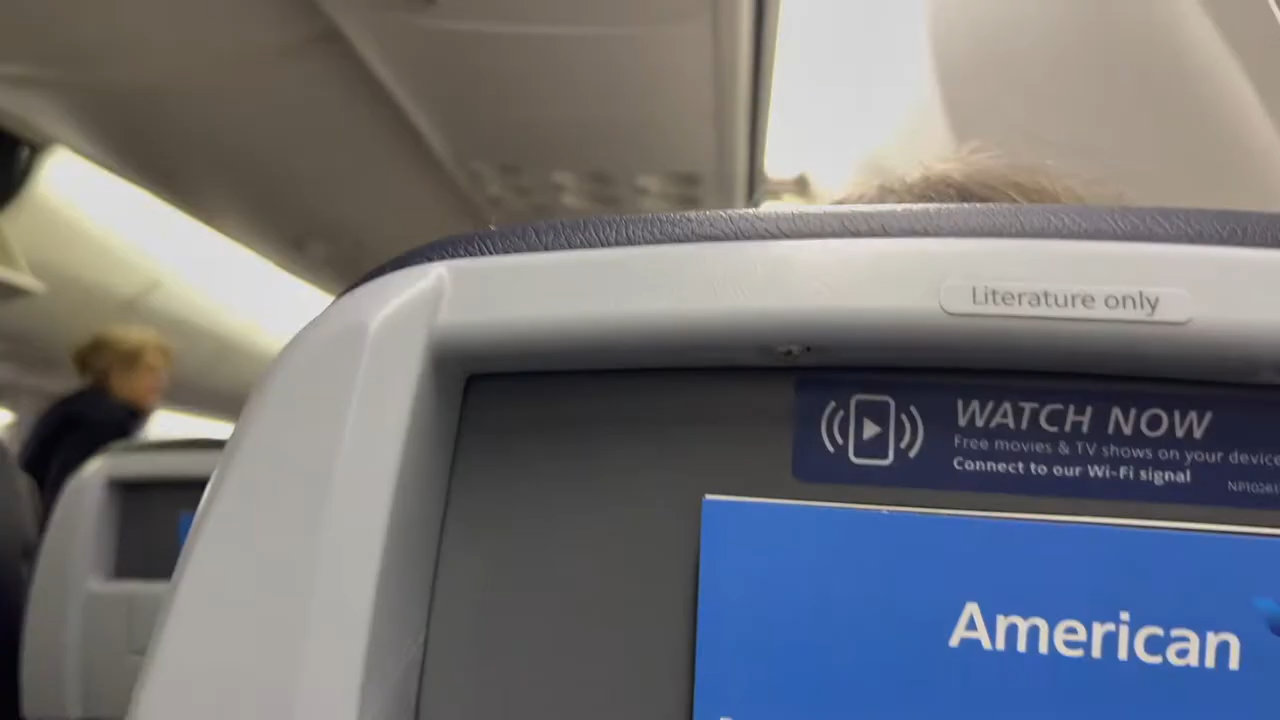 Literature only
WATCH NOW
Free movies & TV shows on your device
Connect to our Wi-Fi signal
American